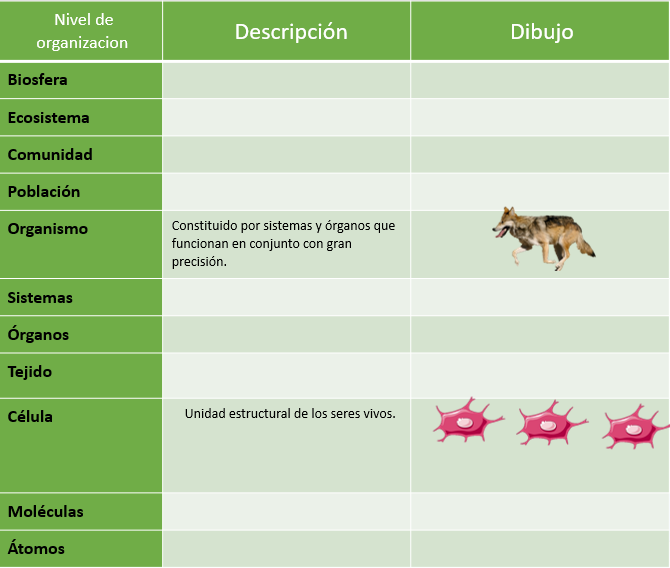 Nivel de
organizacion
Descripción
Dibujo
Biosfera
Ecosistema
Comunidad
Población
Organismo
Constituido por sistemas y órganos que
funcionan en conjunto con gran
precisión.
Sistemas
Órganos
Tejido
Célula
Unidad estructural de los seres vivos.
Moléculas
Átomos